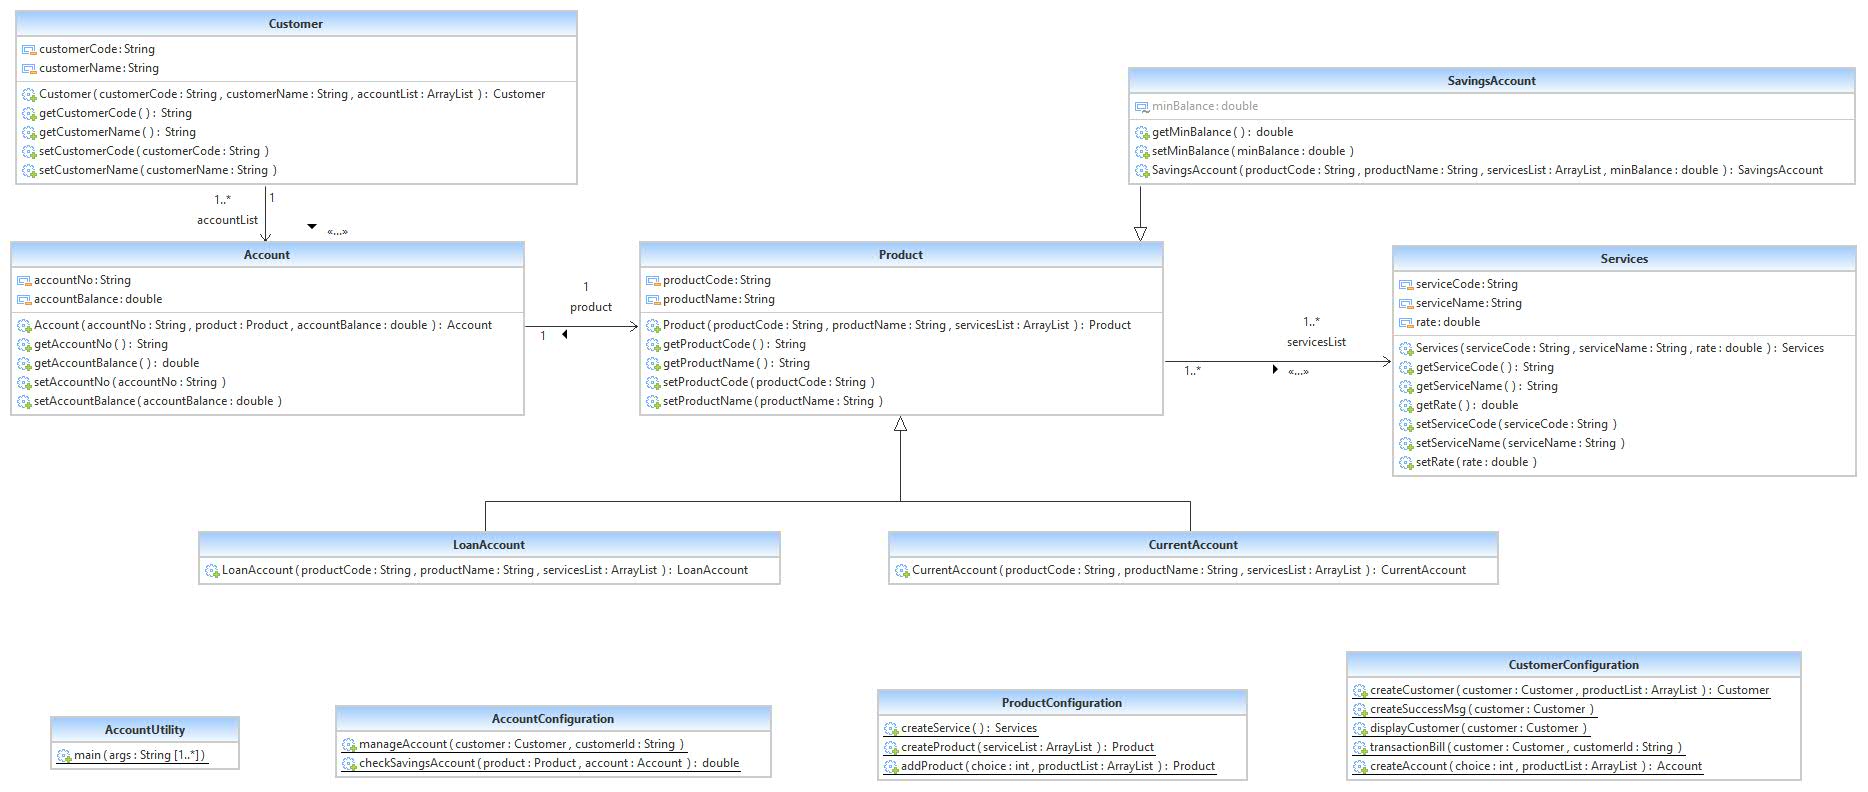 Customer
customerCode : String
customerName : String
Customer ( customerCode : String , customerName : String , accountList : ArrayList ) : Customer
getCustomerCode ( ) : String
getCustomerName ( ) : String
setCustomerCode ( customerCode : String )
setCustomerName ( customerName : String )
SavingsAccount
minBalance : double
getMinBalance ( ) : double
setMinBalance ( minBalance : double )
SavingsAccount ( productCode : String , productName : String , servicesList : ArrayList , minBalance : double ) : SavingsAccount
1..*
1
accountList
«...»
Account
accountNo : String
accountBalance : double
Account ( accountNo : String , product : Product , accountBalance : double ) : Account
getAccountNo ( ) : String
getAccountBalance ( ) : double
setAccountNo ( accountNo : String )
setAccountBalance ( accountBalance : double )
1
product
1
Product
productCode : String
productName : String
Product ( productCode : String , productName : String , servicesList : ArrayList ) : Product
getProductCode ( ) : String
getProductName ( ) : String
setProductCode ( productCode : String )
setProductName ( productName : String )
1..*
servicesList
1..*
«...»
Services
serviceCode : String
serviceName : String
rate : double
Services ( serviceCode : String , serviceName : String , rate : double ) : Services
getServiceCode ( ) : String
getServiceName ( ) : String
getRate ( ) : double
setServiceCode ( serviceCode : String )
setServiceName ( serviceName : String )
setRate ( rate : double )
LoanAccount
LoanAccount ( productCode : String , productName : String , servicesList : ArrayList ) : LoanAccount
CurrentAccount
CurrentAccount ( productCode : String , productName : String , servicesList : ArrayList ) : CurrentAccount
AccountUtility
main ( args : String [1..*] )
AccountConfiguration
manageAccount ( customer : Customer , customerId : String )
checkSavingsAccount ( product : Product , account : Account ) : double
ProductConfiguration
createService ( ) : Services
createProduct ( serviceList : ArrayList ) : Product
addProduct ( choice : int , productList : ArrayList ) : Product
CustomerConfiguration
createCustomer ( customer : Customer , productList : ArrayList ) : Customer
createSuccessMsg ( customer : Customer )
displayCustomer ( customer : Customer )
transactionBill ( customer : Customer , customerId : String )
createAccount ( choice : int , productList : ArrayList ) : Account